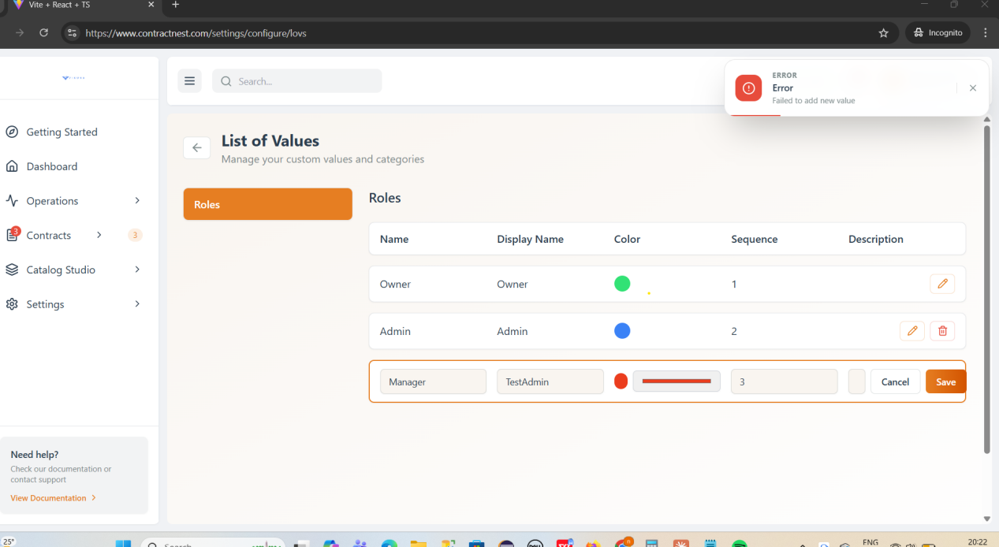 Vite + React + TS
https://www.contractnest.com/settings/configure/lovs
Incognito
Search...
ERROR
Error
Failed to add new value
Getting Started
Dashboard
Operations
3
Contracts
3
Catalog Studio
Settings
Need help?
Check our documentation or
contact support
View Documentation
List of Values
Manage your custom values and categories
Roles
Roles
Name Display Name Color Sequence Description
Owner Owner 1
Admin Admin 2
Manager TestAdmin 3 Cancel Save
25°
Search
ENG
20:22